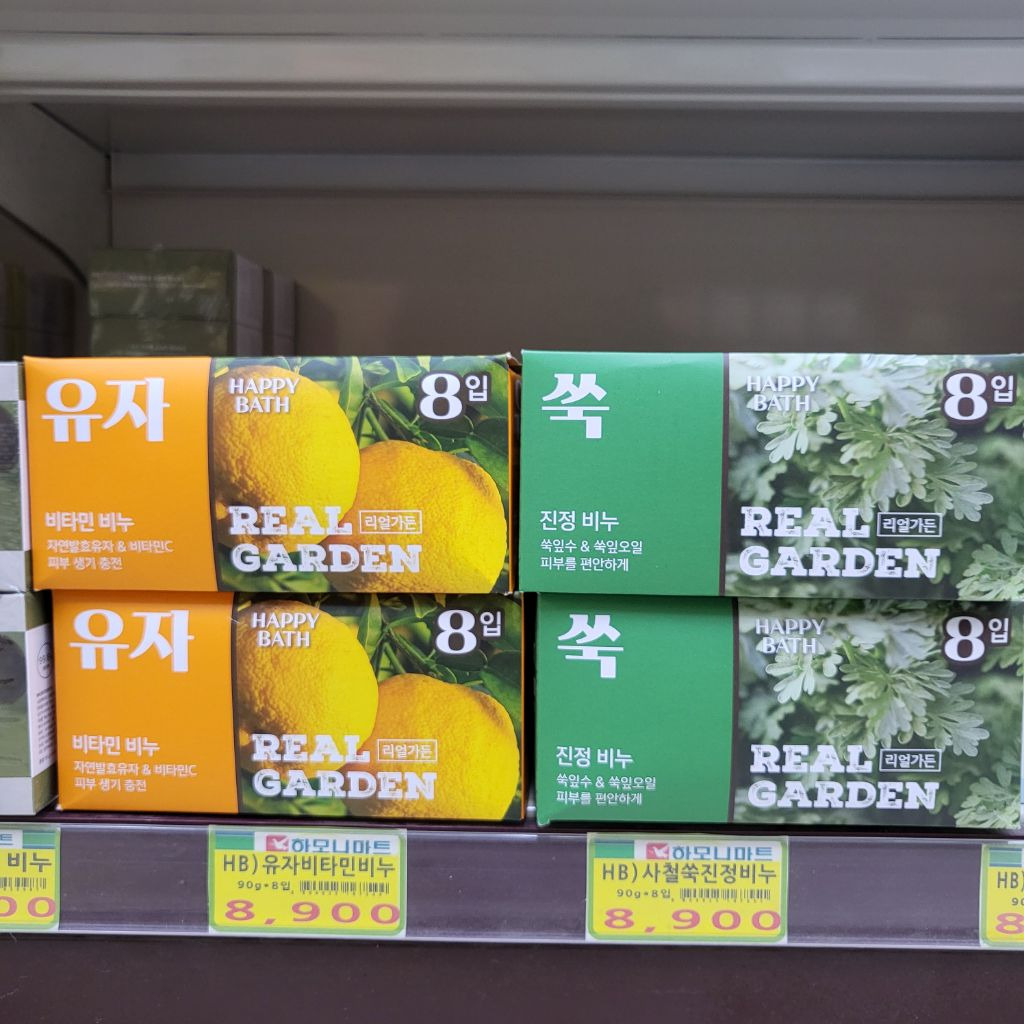 유자
HAPPY
BATH
8입
비타민 비누
자연발효유자 & 비타민C
피부 생기 충전
REAL
리얼가든
GARDEN
쑥
HAPPY
BATH
8입
진정 비누
쑥잎수 & 쑥잎오일
피부를 편안하게
REAL
리얼가든
GARDEN
유자
HAPPY
BATH
8입
비타민 비누
자연발효유자 & 비타민C
피부 생기 충전
REAL
리얼가든
GARDEN
쑥
HAPPY
BATH
8입
진정 비누
쑥잎수 & 쑥잎오일
피부를 편안하게
REAL
리얼가든
GARDEN
비누
00
하모니마트
HB)유자비타민비누
90g*8입
8,900
하모니마트
HB)사철쑥진정비누
90g*8입
8,900
HB)
90
8